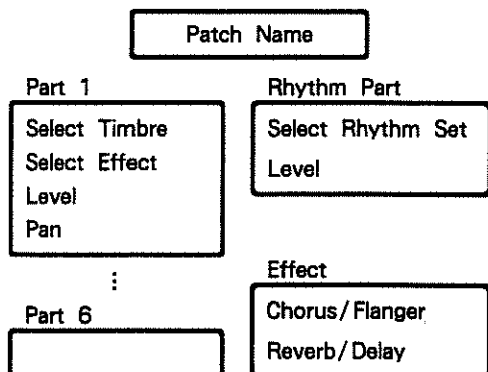 Patch Name
Part 1
Select Timbre
Select Effect
Level
Pan
⋮
Part 6
Rhythm Part
Select Rhythm Set
Level
Effect
Chorus/Flanger
Reverb/Delay